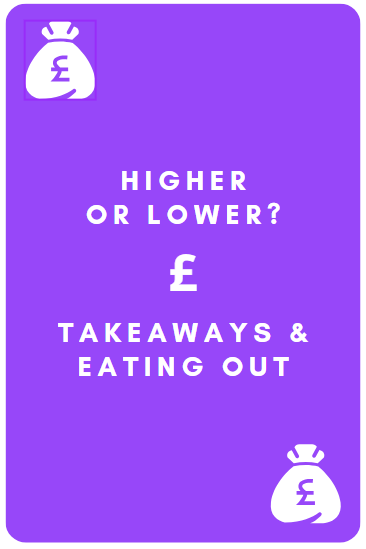 £
HIGHER
OR LOWER?
£
TAKEAWAYS &
EATING OUT
£